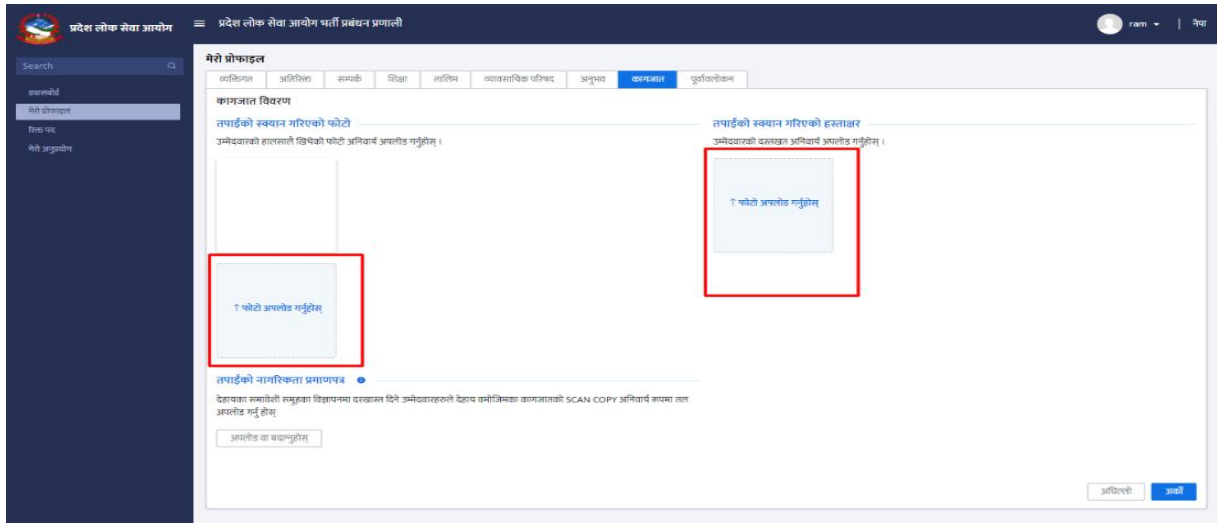 प्रदेश लोक सेवा आयोग
प्रदेश लोक सेवा आयोग भर्ती प्रबंधन प्रणाली
ram
नेपा
Search
ड्यासबोर्ड
मेरो प्रोफाइल
रिक्त पद
मेरो अनुप्रयोग
मेरो प्रोफाइल
व्यक्तिगत अतिरिक्त सम्पर्क शिक्षा तालिम व्यावसायिक परिषद अनुभव कागजात पूर्वावलोकन
कागजात विवरण
तपाईंको स्क्यान गरिएको फोटो
उम्मेदवारको हालसालै खिचेको फोटो अनिवार्य अपलोड गर्नुहोस् ।
तपाईंको स्क्यान गरिएको हस्ताक्षर
उम्मेदवारको दस्तखत अनिवार्य अपलोड गर्नुहोस् ।
फोटो अपलोड गर्नुहोस्
फोटो अपलोड गर्नुहोस्
तपाईंको नागरिकता प्रमाणपत्र
देहायका समावेशी समूहका विज्ञापनमा दरखास्त दिने उम्मेदवारहरुले देहाय वमोजिमका कागजातको SCAN COPY अनिवार्य रूपमा तल
अपलोड गर्नु होस्
अपलोड वा बदल्नुहोस्
अघिल्लो
अर्को